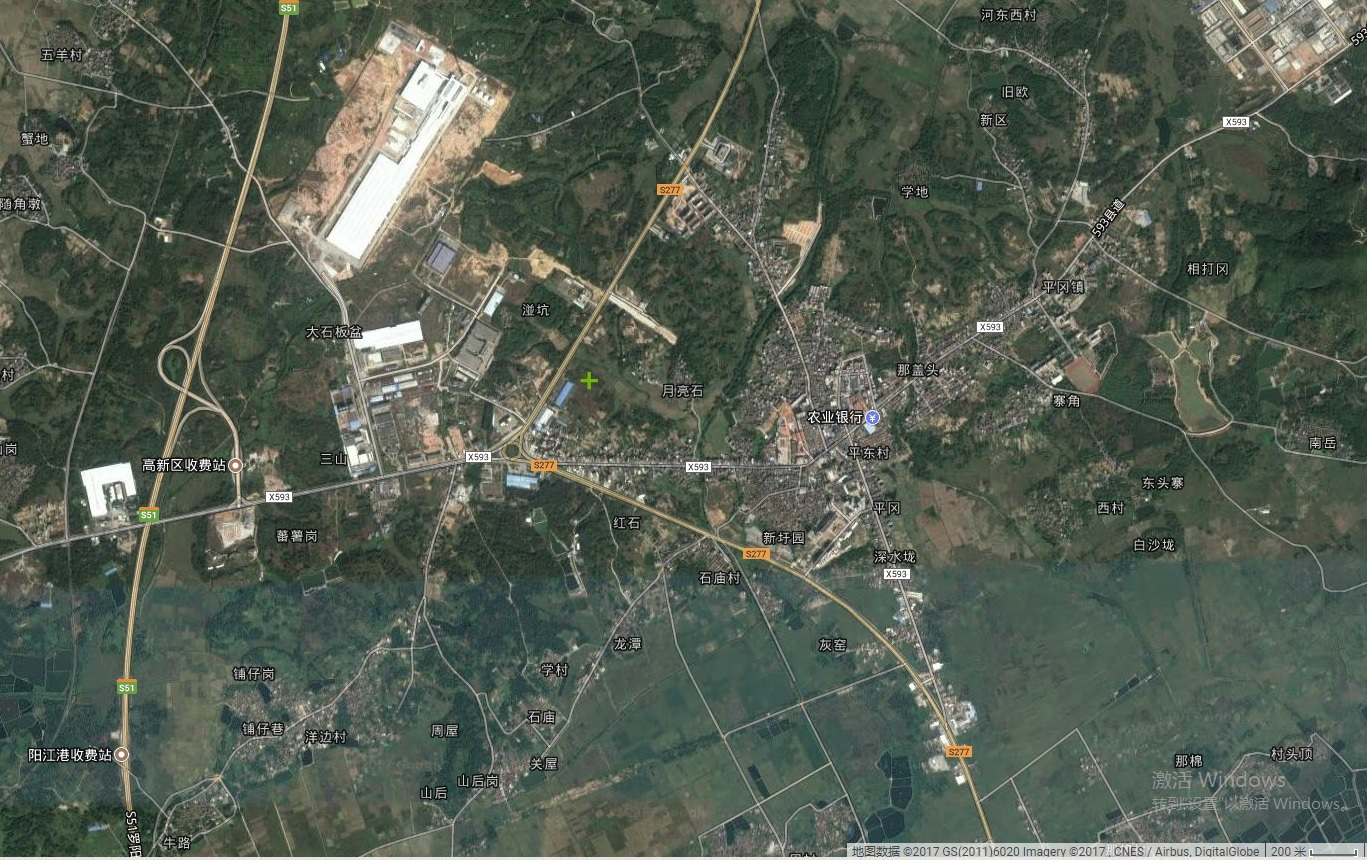 S51
河东西村
五羊村
593
旧欧
新区
X593
蟹地
S277
学地
随角墩
593县道
相打冈
平冈镇
湴坑
大石板盆
X593
那盖头
村
月亮石
寨角
农业银行
¥
南岳
岗
平东村
X593
三山
高新区收费站
S277
X593
X593
东头寨
S51
平冈
西村
红石
蕃薯岗
新圩园
白沙垅
S277
深水垅
X593
石庙村
龙潭
灰窑
学村
铺仔岗
S51
石庙
铺仔巷
周屋
洋边村
S277
阳江港收费站
村头顶
那棉
关屋
山后岗
激活 Windows
山后
转到"设置"以激活 Windows。
S51罗阳
牛路
地图数据 ©2017 GS(2011)6020 Imagery ©2017 , CNES / Airbus, DigitalGlobe
200 米